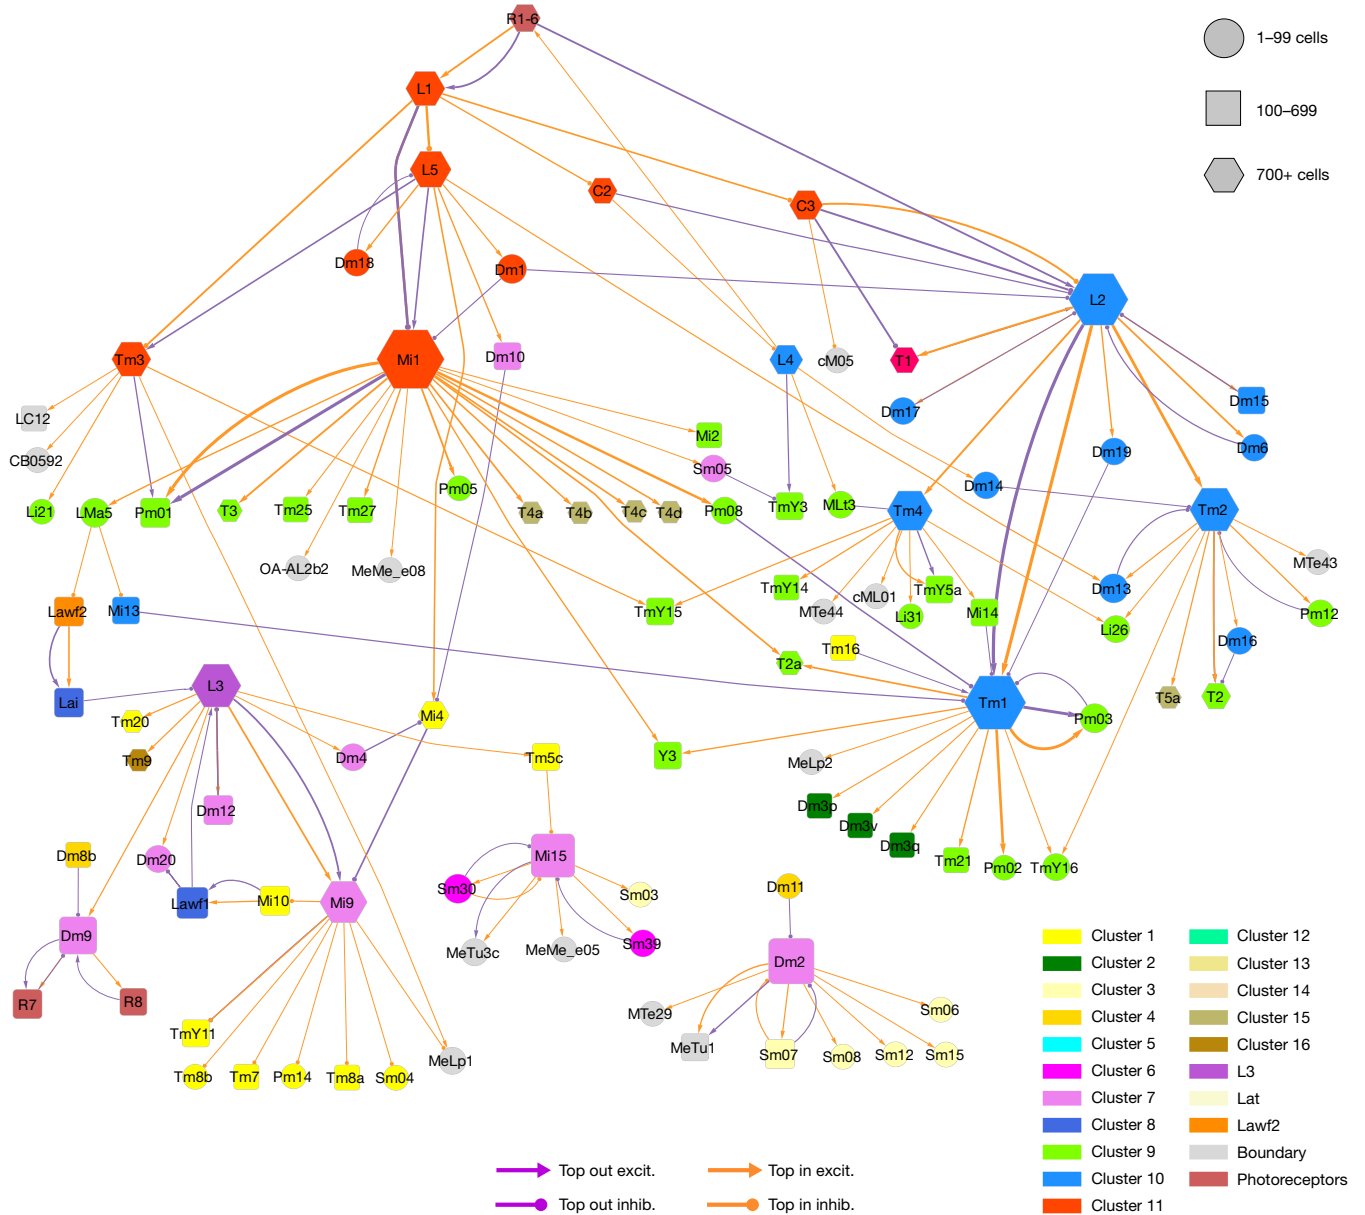 R1-6
1–99 cells
L1
100–699
L5
700+ cells
C2
C3
Dm18
Dm1
L2
Tm3
Mi1
Dm10
L4
cM05
T1
LC12
Dm17
Dm15
CB0592
Mi2
Dm19
Dm6
Sm05
Li21
LMa5
Pm01
T3
Tm25
Tm27
Pm05
T4a
T4b
T4c
T4d
Pm08
TmY3
MLt3
Dm14
Tm4
Tm2
OA-AL2b2
MeMe_e08
MTe43
Lawf2
Mi13
TmY15
TmY14
MTe44
cML01
Li31
TmY5a
Mi14
Dm13
Li26
Pm12
Tm16
Dm16
T2a
L3
Lai
Tm20
Mi4
Tm1
Pm03
T5a
T2
Tm9
Dm4
Tm5c
Y3
MeLp2
Dm12
Dm3p
Dm3v
Dm3q
Dm8b
Dm20
Mi15
Tm21
Pm02
TmY16
Lawf1
Mi10
Mi9
Sm30
Sm03
Dm11
Dm9
MeTu3c
MeMe_e05
Sm39
Dm2
R7
R8
MTe29
Sm06
TmY11
MeTu1
Sm07
Sm08
Sm12
Sm15
Tm8b
Tm7
Pm14
Tm8a
Sm04
MeLp1
Cluster 1
Cluster 2
Cluster 3
Cluster 4
Cluster 5
Cluster 6
Cluster 7
Cluster 8
Cluster 9
Cluster 10
Cluster 11
Cluster 12
Cluster 13
Cluster 14
Cluster 15
Cluster 16
L3
Lat
Lawf2
Boundary
Photoreceptors
Top out excit.
Top in excit.
Top out inhib.
Top in inhib.